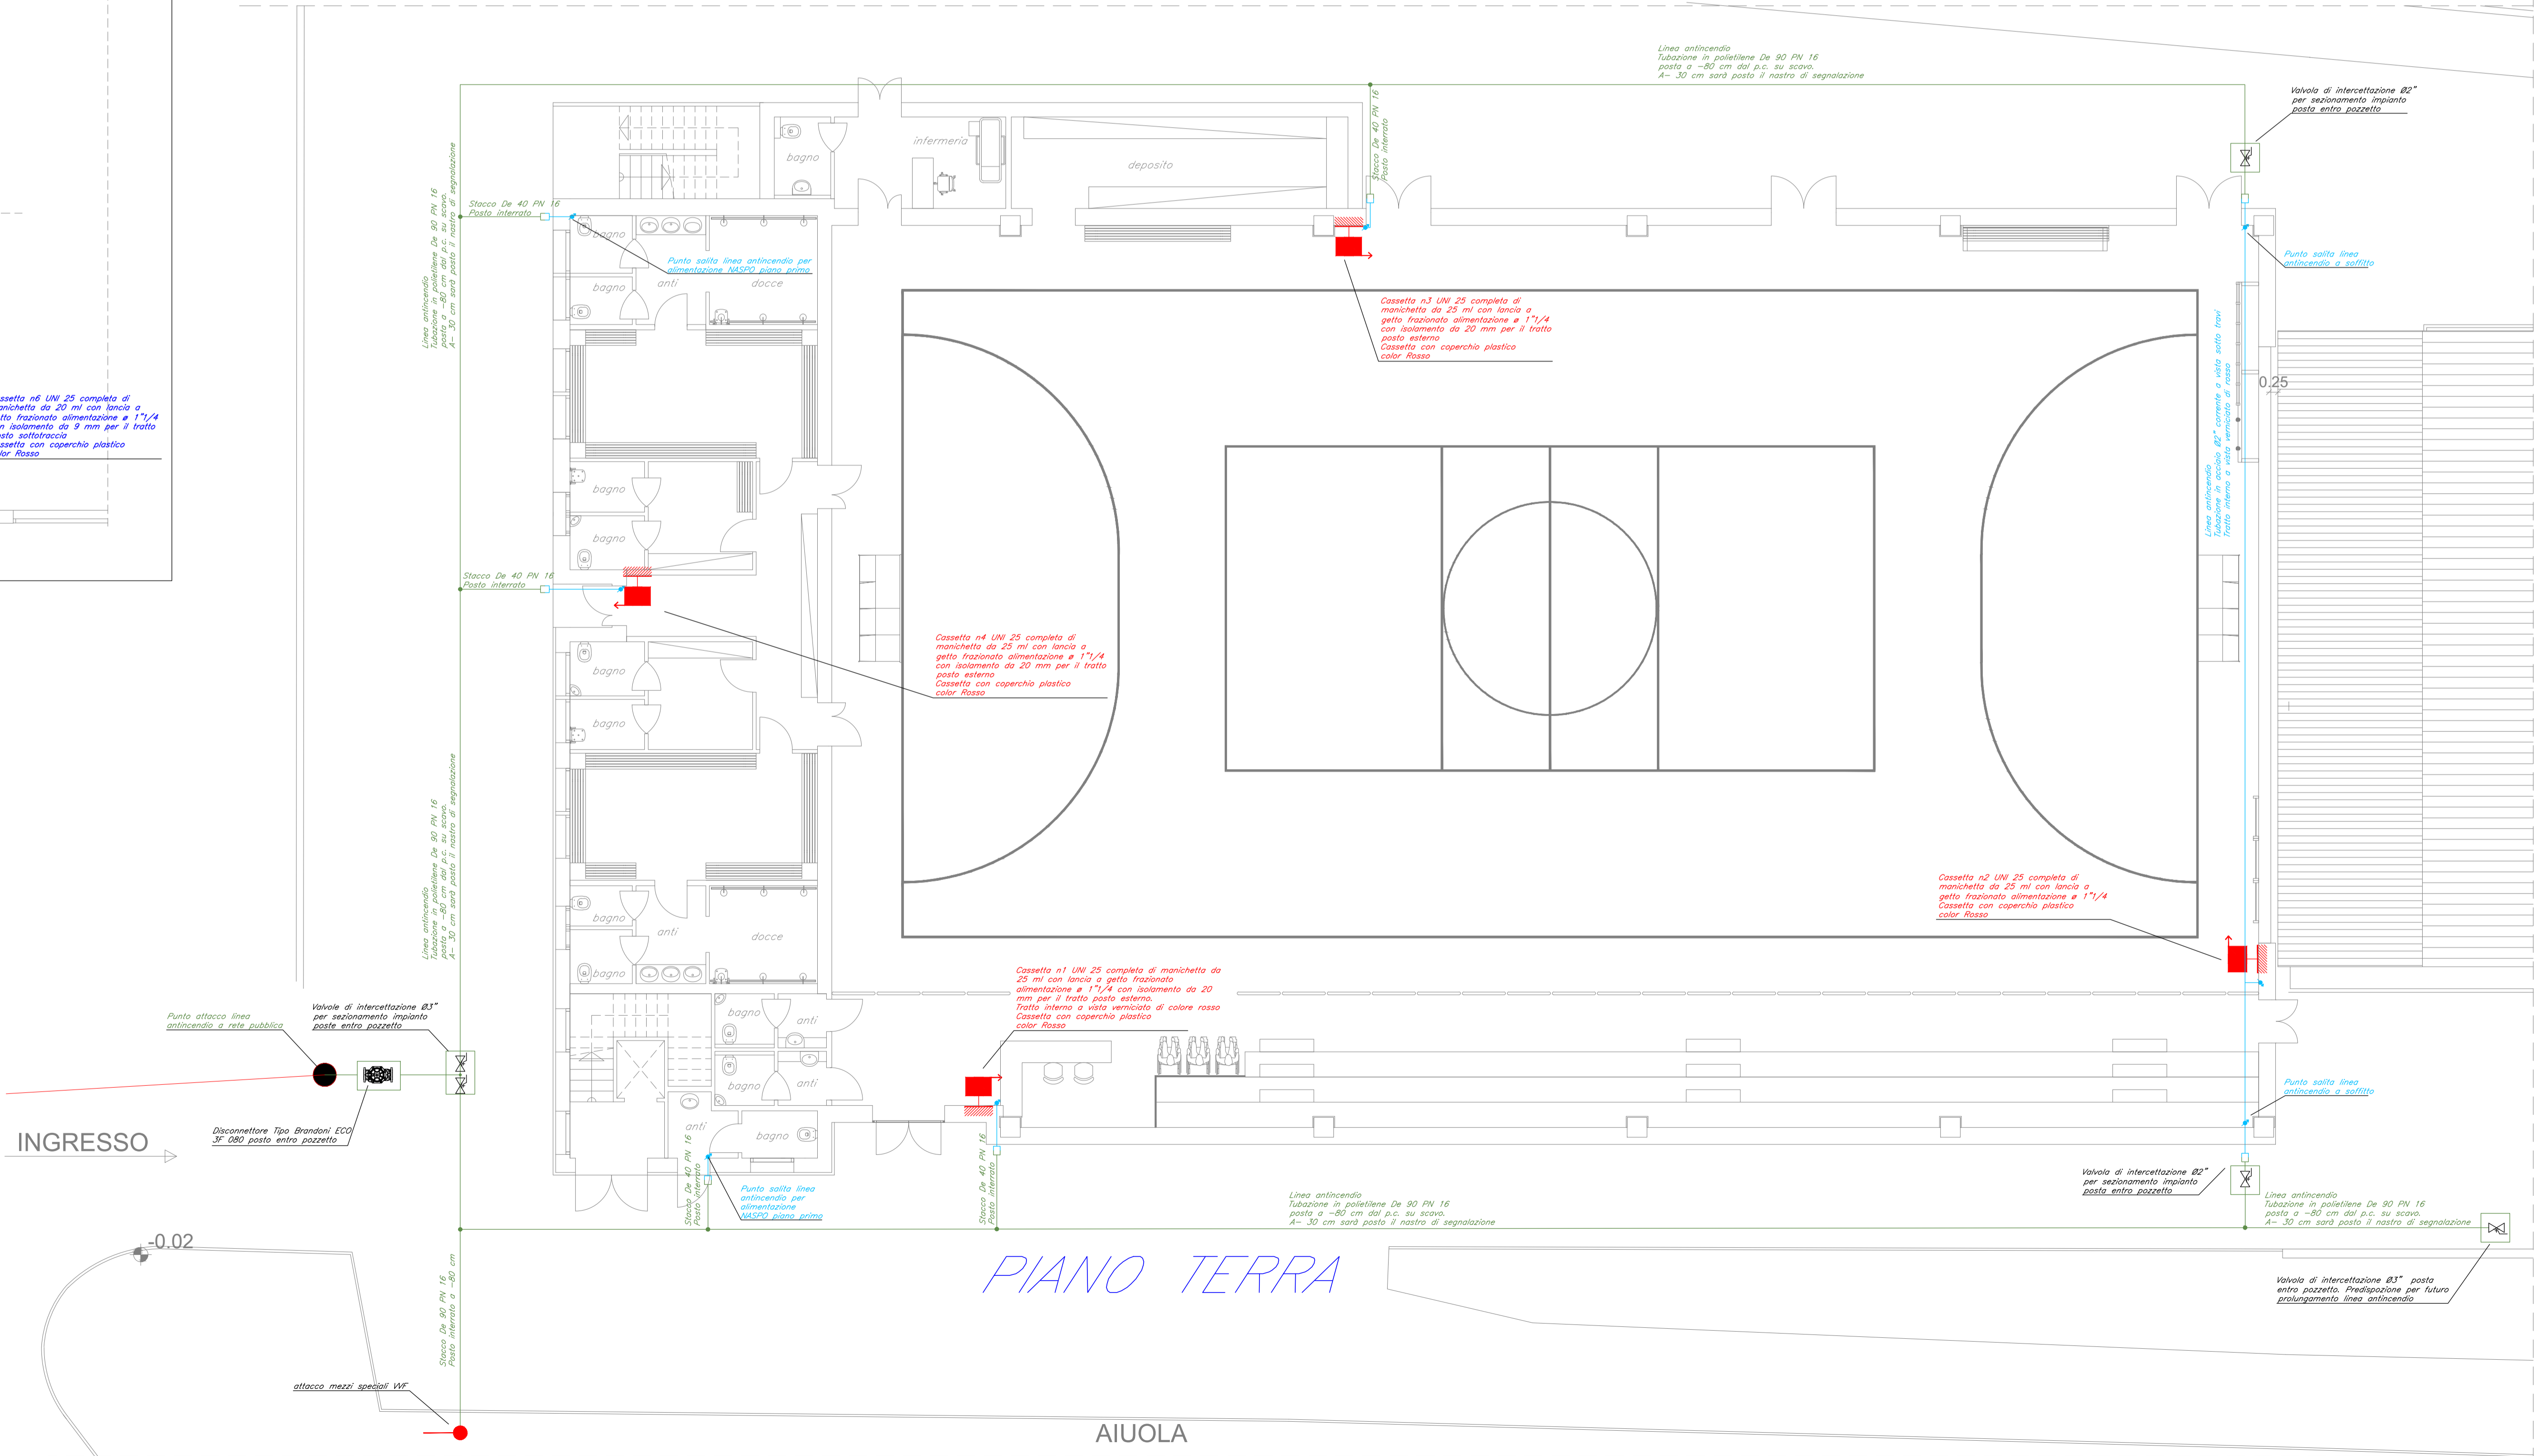 Linea antincendio
Tubazione in polietilene De 90 PN 16
posta a -80 cm dal p.c. su scavo.
A- 30 cm sarà posto il nastro di segnalazione
Valvola di intercettazione Ø2"
per sezionamento impianto
posta entro pozzetto
Stacco De 40 PN 16
Posto interrato
infermeria
bagno
deposito
Linea antincendio
Tubazione in polietilene De 90 PN 16
posta a -80 cm dal p.c. su scavo.
A- 30 cm sarà posto il nastro di segnalazione
Stacco De 40 PN 16
Posto interrato
bagno
Punto salita linea antincendio per
alimentazione NASPO piano primo
bagno
anti
docce
Punto salita linea
antincendio a soffitto
Cassetta n3 UNI 25 completa di
manichetta da 25 ml con lancia a
getto frazionato alimentazione ø 1"1/4
con isolamento da 20 mm per il tratto
posto esterno
Cassetta con coperchio plastico
color Rosso
Linea antincendio
Tubazione in acciaio Ø2" corrente a vista sotto travi
Tratto interno a vista verniciato di rosso
0.25
ssetta n6 UNI 25 completa di
anichetta da 20 ml con lancia a
tto frazionato alimentazione ø 1"1/4
n isolamento da 9 mm per il tratto
osto sottotraccia
ssetta con coperchio plastico
lor Rosso
bagno
bagno
Stacco De 40 PN 16
Posto interrato
Cassetta n4 UNI 25 completa di
manichetta da 25 ml con lancia a
getto frazionato alimentazione ø 1"1/4
con isolamento da 20 mm per il tratto
posto esterno
Cassetta con coperchio plastico
color Rosso
bagno
bagno
Linea antincendio
Tubazione in polietilene De 90 PN 16
posta a -80 cm dal p.c. su scavo.
A- 30 cm sarà posto il nastro di segnalazione
Cassetta n2 UNI 25 completa di
manichetta da 25 ml con lancia a
getto frazionato alimentazione ø 1"1/4
Cassetta con coperchio plastico
color Rosso
bagno
anti
docce
bagno
Cassetta n1 UNI 25 completa di manichetta da
25 ml con lancia a getto frazionato
alimentazione ø 1"1/4 con isolamento da 20
mm per il tratto posto esterno.
Tratto interno a vista verniciato di colore rosso
Cassetta con coperchio plastico
color Rosso
Punto attacco linea
antincendio a rete pubblica
Valvole di intercettazione Ø3"
per sezionamento impianto
poste entro pozzetto
bagno
anti
bagno
anti
Punto salita linea
antincendio a soffitto
Disconnettore Tipo Brandoni ECO
3F 080 posto entro pozzetto
INGRESSO
anti
bagno
Stacco De 40 PN 16
Posto interrato
Stacco De 40 PN 16
Posto interrato
Punto salita linea
antincendio per
alimentazione
NASPO piano primo
Valvola di intercettazione Ø2"
per sezionamento impianto
posta entro pozzetto
Linea antincendio
Tubazione in polietilene De 90 PN 16
posta a -80 cm dal p.c. su scavo.
A- 30 cm sarà posto il nastro di segnalazione
Linea antincendio
Tubazione in polietilene De 90 PN 16
posta a -80 cm dal p.c. su scavo.
A- 30 cm sarà posto il nastro di segnalazione
-0.02
PIANO TERRA
Stacco De 90 PN 16
Posto interrato a -80 cm
Valvola di intercettazione Ø3" posta
entro pozzetto. Predispozione per futuro
prolungamento linea antincendio
attacco mezzi speciali VVF
AIUOLA